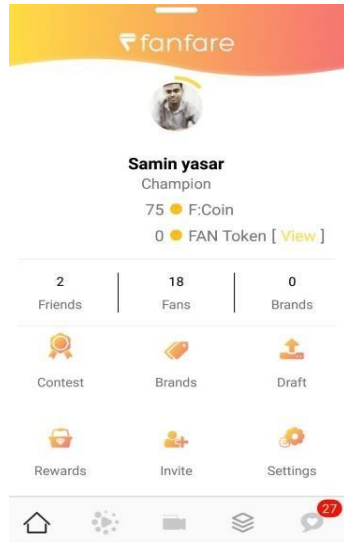 fanfare
Samin yasar
Champion
75 F:Coin
0 FAN Token [ View ]
2 18 0
Friends Fans Brands
Contest Brands Draft
Rewards Invite Settings
27